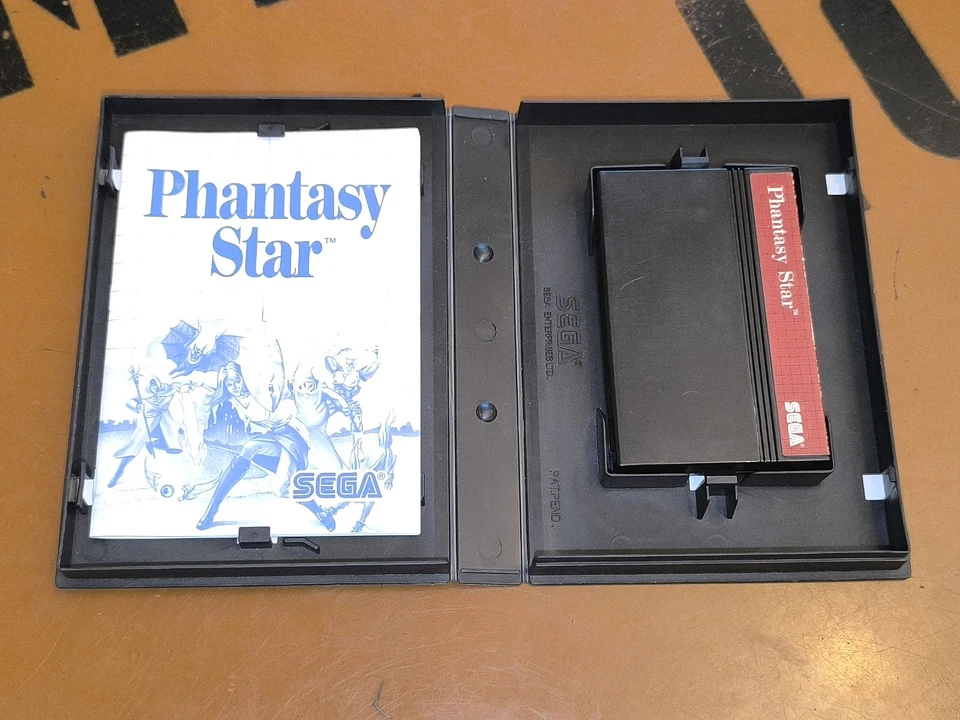 Phantasy
Star™
SEGA®
SEGA®
SEGA ENTERPRISES LTD.
PAT.PEND.
Phantasy Star™
SEGA®